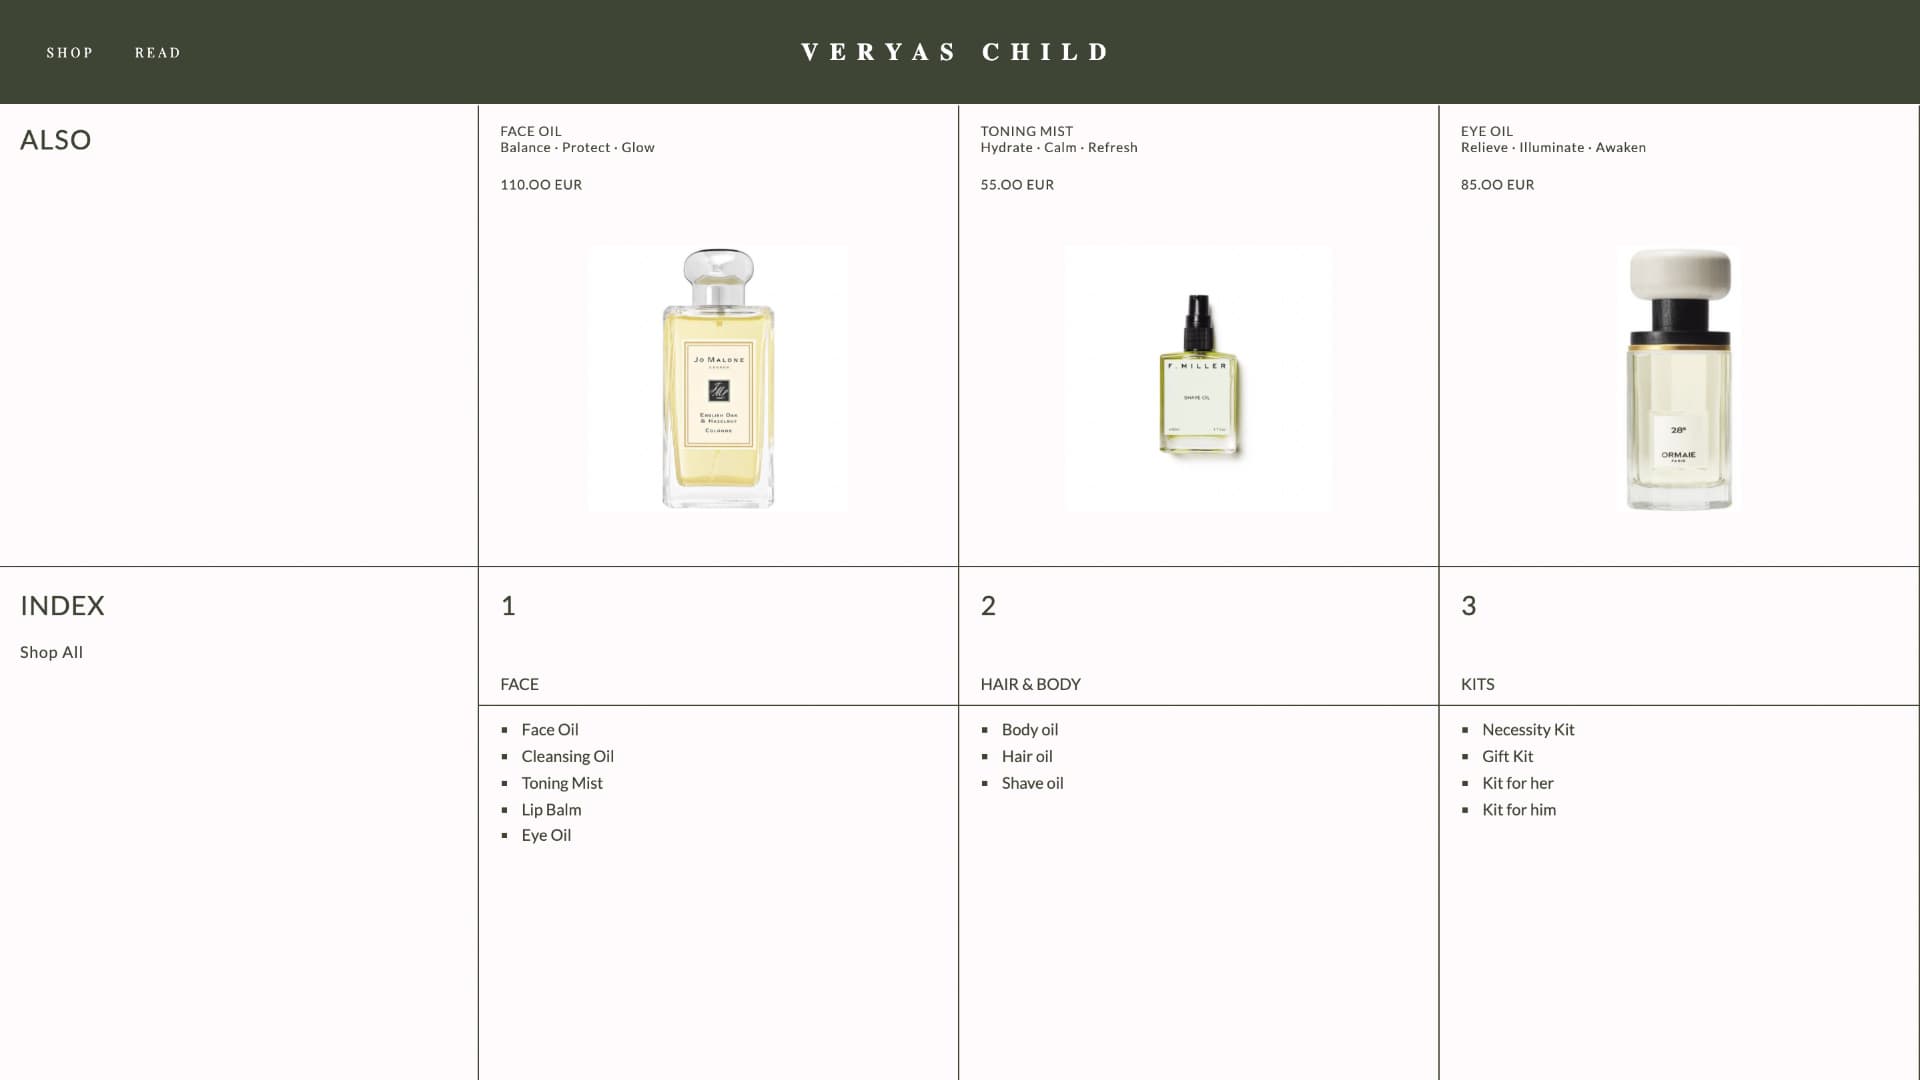 SHOP
READ
VERYAS CHILD
ALSO
FACE OIL
Balance · Protect · Glow
110.00 EUR
JO MALONE
LONDON
ENGLISH OAK
& HAZELNUT
COLOGNE
TONING MIST
Hydrate · Calm · Refresh
55.00 EUR
F. MILLER
SHAVE OIL
EYE OIL
Relieve · Illuminate · Awaken
85.00 EUR
28°
ORMAIE
PARIS
INDEX
Shop All
1
FACE
▪ Face Oil
▪ Cleansing Oil
▪ Toning Mist
▪ Lip Balm
▪ Eye Oil
2
HAIR & BODY
▪ Body oil
▪ Hair oil
▪ Shave oil
3
KITS
▪ Necessity Kit
▪ Gift Kit
▪ Kit for her
▪ Kit for him